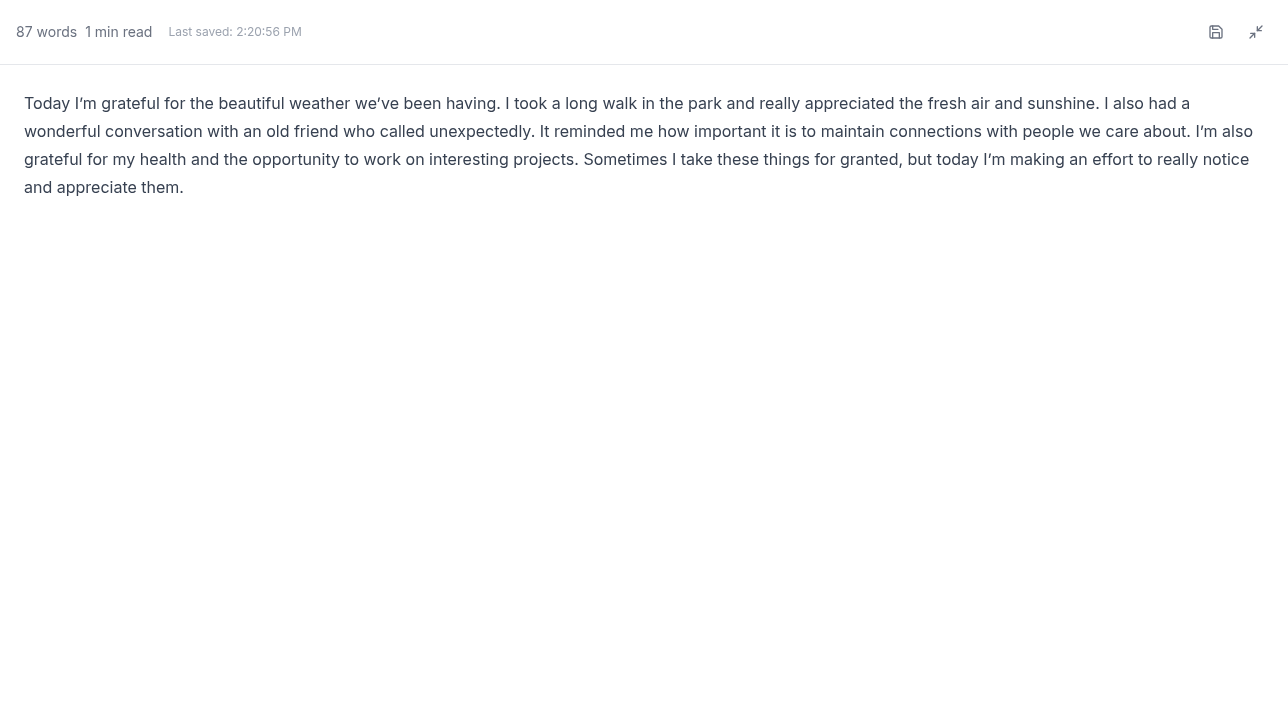 87 words 1 min read Last saved: 2:20:56 PM
Today I’m grateful for the beautiful weather we’ve been having. I took a long walk in the park and really appreciated the fresh air and sunshine. I also had a
wonderful conversation with an old friend who called unexpectedly. It reminded me how important it is to maintain connections with people we care about. I’m also
grateful for my health and the opportunity to work on interesting projects. Sometimes I take these things for granted, but today I’m making an effort to really notice
and appreciate them.